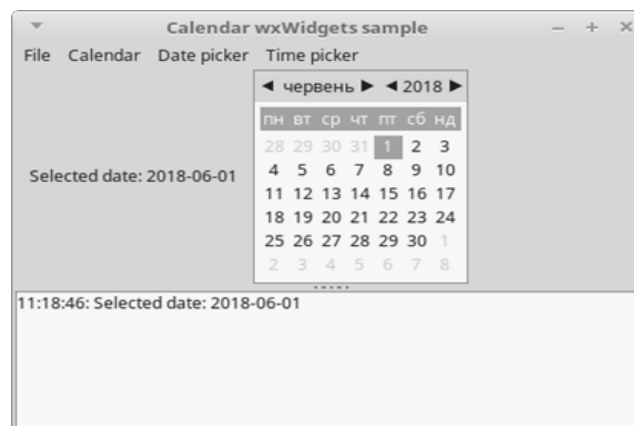 Calendar wxWidgets sample
File Calendar Date picker Time picker
◀ червень ▶ ◀ 2018 ▶
пн вт ср чт пт сб нд
28 29 30 31 1 2 3
4 5 6 7 8 9 10
11 12 13 14 15 16 17
18 19 20 21 22 23 24
25 26 27 28 29 30 1
2 3 4 5 6 7 8
Selected date: 2018-06-01
11:18:46: Selected date: 2018-06-01